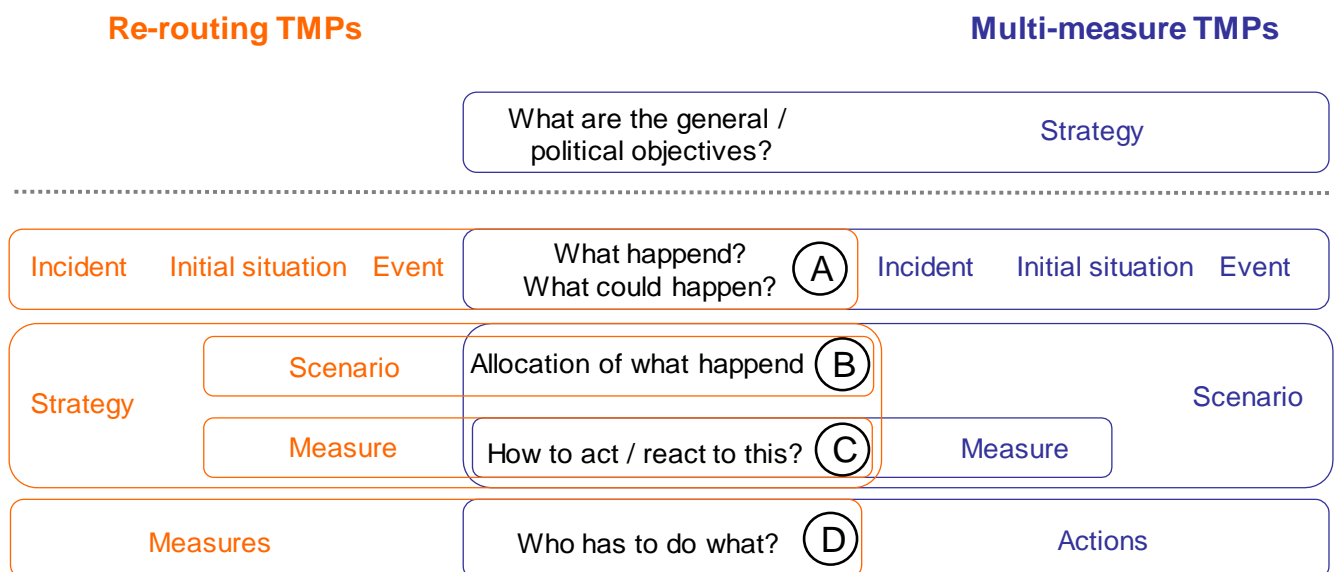 Re-routing TMPs
Multi-measure TMPs
What are the general /
political objectives?
Strategy
Incident
Initial situation
Event
What happend?
What could happen?
A
Incident
Initial situation
Event
Strategy
Scenario
Allocation of what happend
B
Scenario
Measure
How to act / react to this?
C
Measure
Measures
Who has to do what?
D
Actions